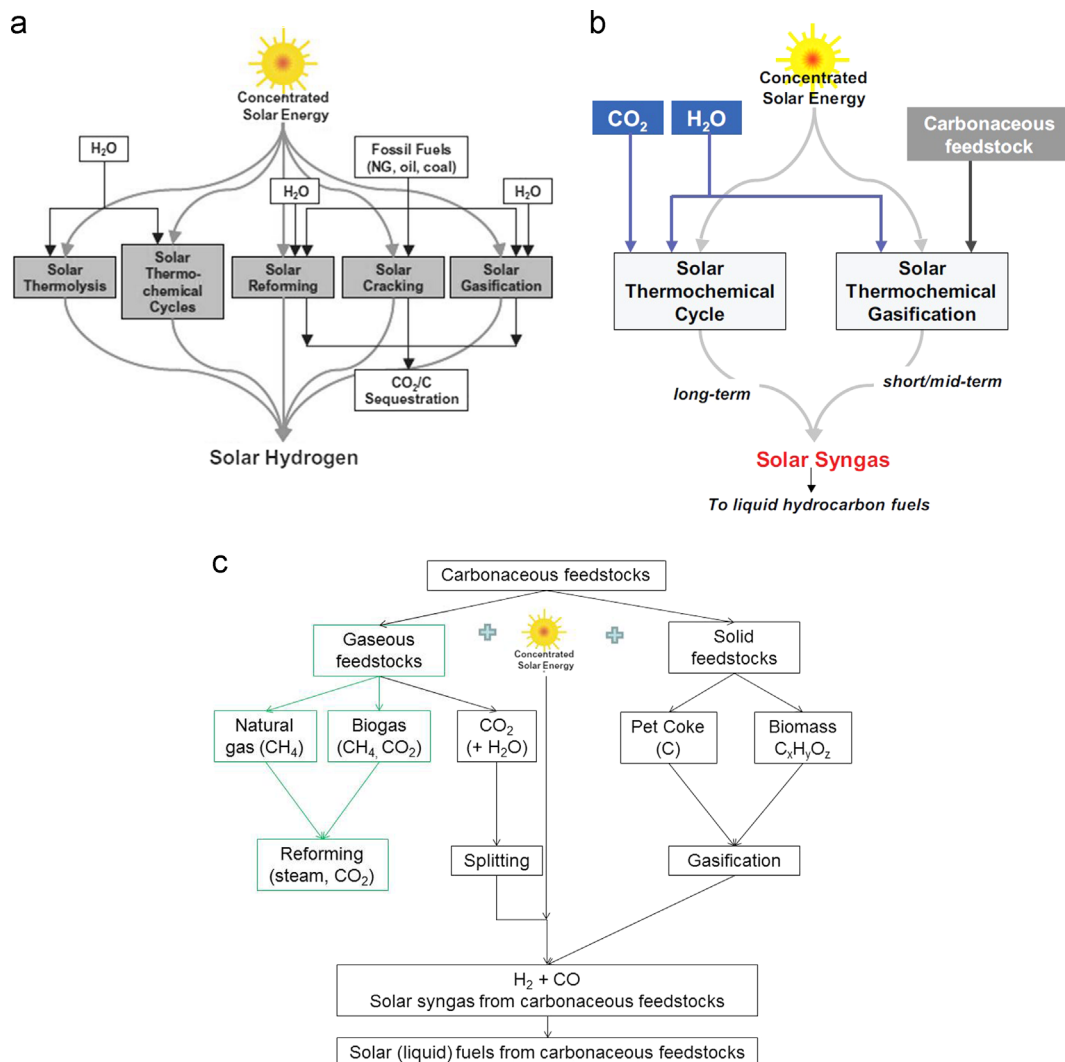 a
Concentrated
Solar Energy
H₂O
Fossil Fuels
(NG, oil, coal)
H₂O
H₂O
Solar
Thermolysis
Solar
Thermo-
chemical
Cycles
Solar
Reforming
Solar
Cracking
Solar
Gasification
CO₂/C
Sequestration
Solar Hydrogen
b
Concentrated
Solar Energy
CO₂
H₂O
Carbonaceous
feedstock
Solar
Thermochemical
Cycle
Solar
Thermochemical
Gasification
long-term
short/mid-term
Solar Syngas
To liquid hydrocarbon fuels
c
Carbonaceous feedstocks
Gaseous
feedstocks
Concentrated
Solar Energy
Solid
feedstocks
Natural
gas (CH₄)
Biogas
(CH₄, CO₂)
CO₂
(+ H₂O)
Pet Coke
(C)
Biomass
CₓHᵧO_z
Reforming
(steam, CO₂)
Splitting
Gasification
H₂ + CO
Solar syngas from carbonaceous feedstocks
Solar (liquid) fuels from carbonaceous feedstocks